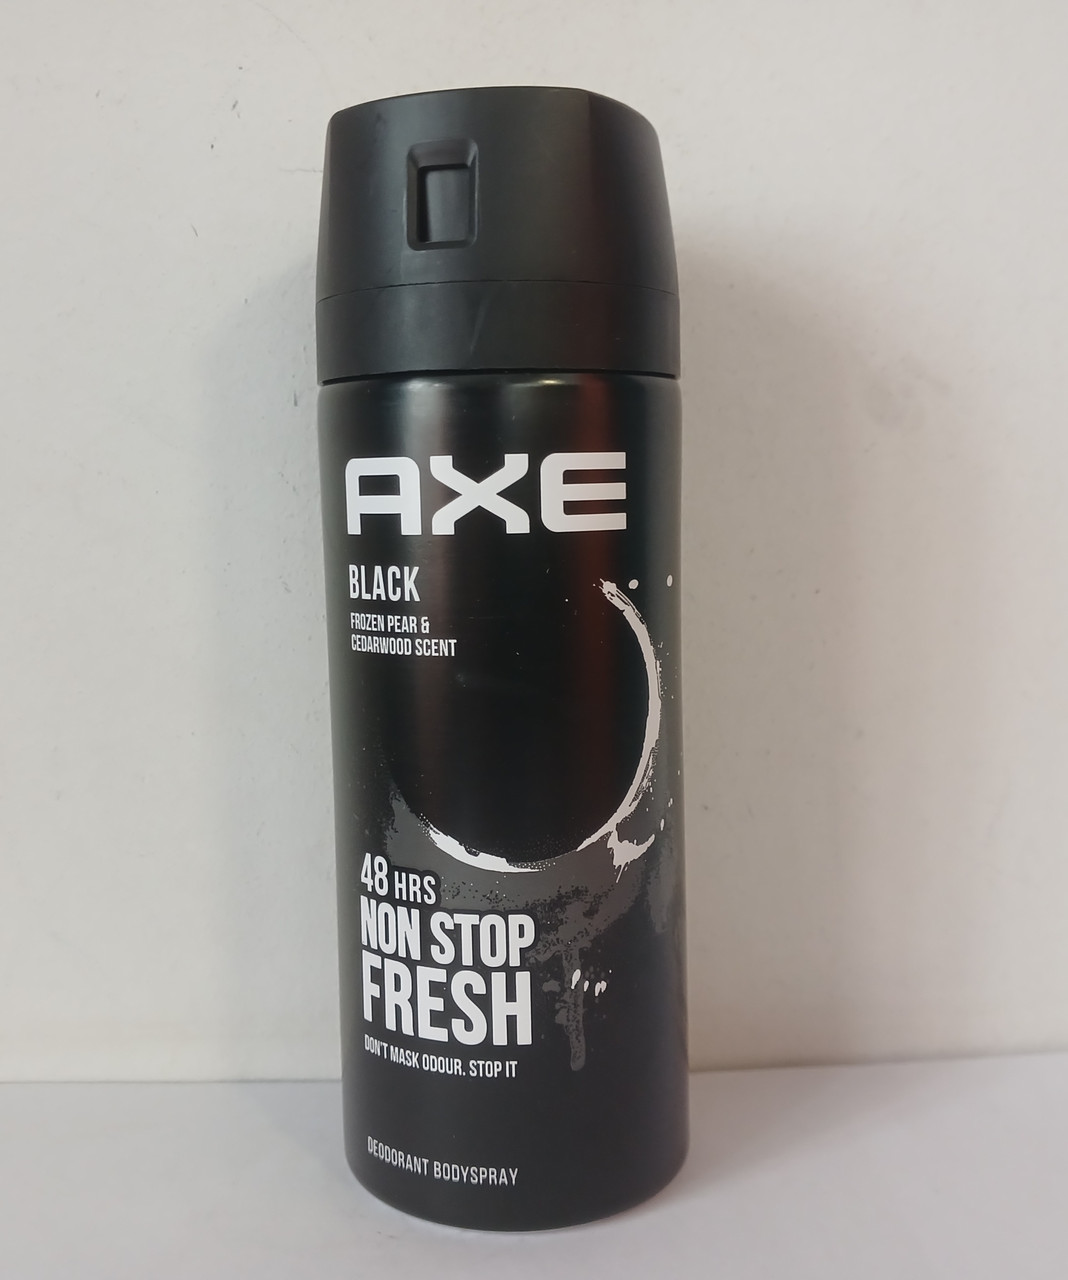 AXE
BLACK
FROZEN PEAR &
CEDARWOOD SCENT
48 HRS
NON STOP
FRESH
DON'T MASK ODOUR. STOP IT
DEODORANT BODYSPRAY